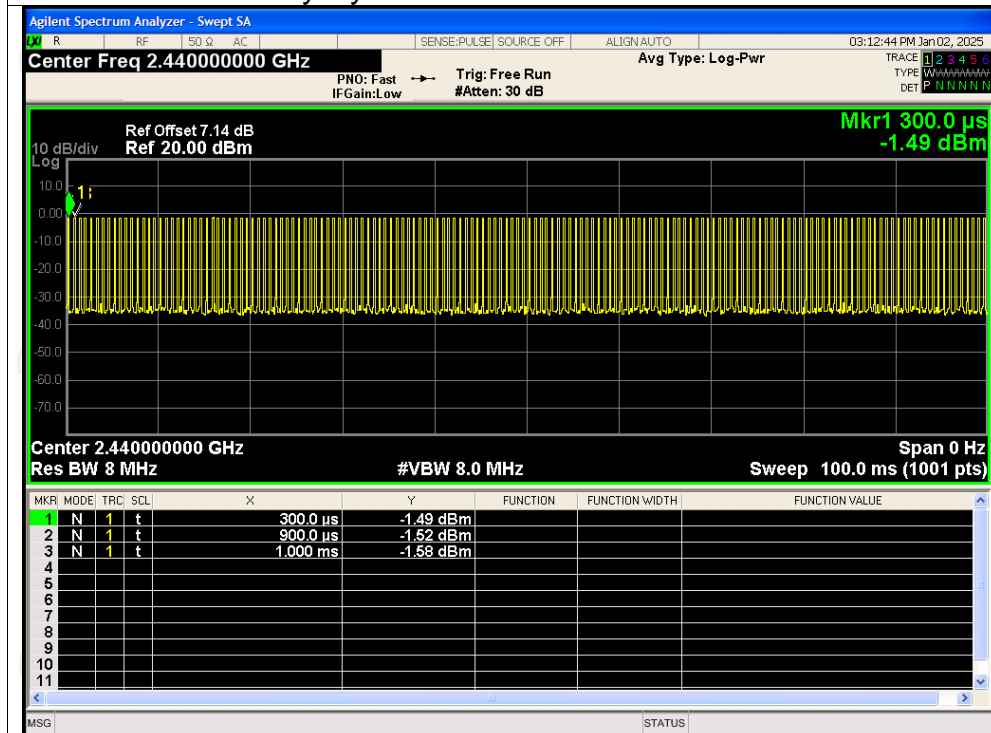 Agilent Spectrum Analyzer - Swept SA
LXI R RF 50 Ω AC SENSE:PULSE SOURCE OFF ALIGN AUTO 03:12:44 PM Jan 02, 2025
Center Freq 2.440000000 GHz Avg Type: Log-Pwr TRACE 1 2 3 4 5 6
PNO: Fast Trig: Free Run TYPE WWWWWW
IFGain:Low #Atten: 30 dB DET P N N N N N
Mkr1 300.0 µs
Ref Offset 7.14 dB
10 dB/div Ref 20.00 dBm -1.49 dBm
Log
10.0
1
0.00
-10.0
-20.0
-30.0
-40.0
-50.0
-60.0
-70.0
Center 2.440000000 GHz Span 0 Hz
Res BW 8 MHz #VBW 8.0 MHz Sweep 100.0 ms (1001 pts)
MKR MODE TRC SCL X Y FUNCTION FUNCTION WIDTH FUNCTION VALUE
1 N 1 t 300.0 µs -1.49 dBm
2 N 1 t 900.0 µs -1.52 dBm
3 N 1 t 1.000 ms -1.58 dBm
4
5
6
7
8
9
10
11
MSG STATUS